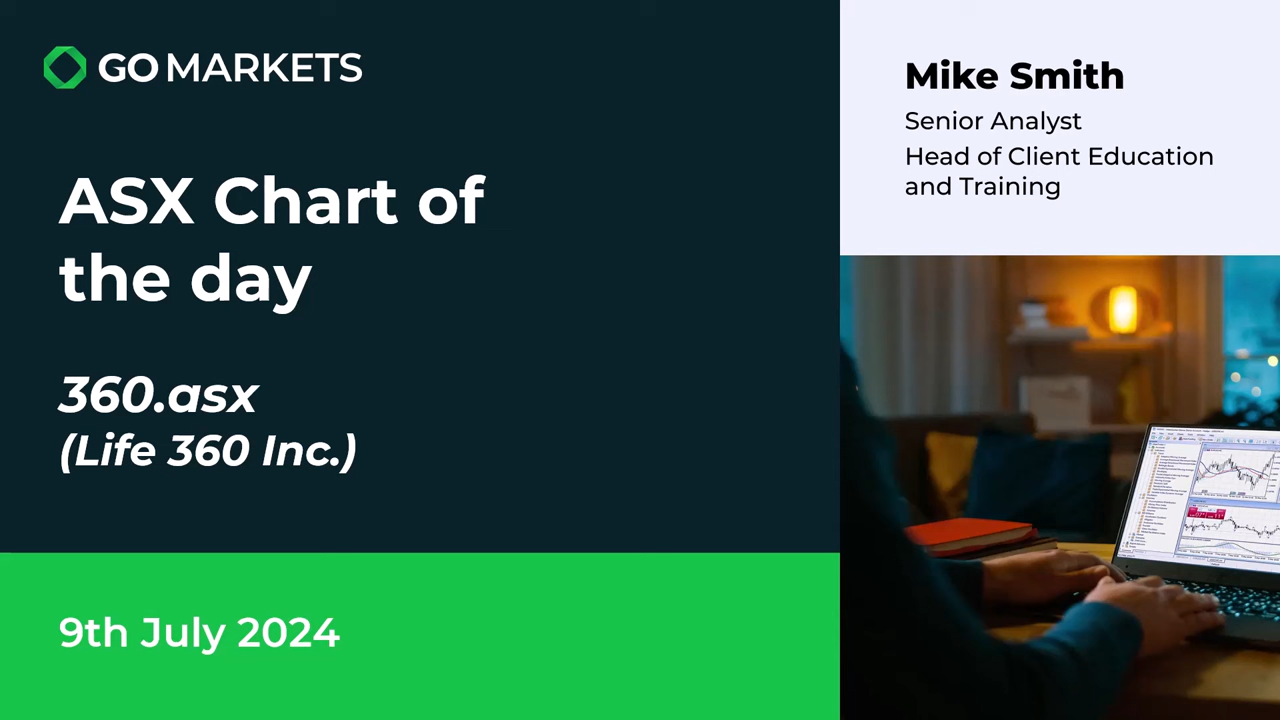 GO MARKETS
ASX Chart of
the day
360.asx
(Life 360 Inc.)
9th July 2024
Mike Smith
Senior Analyst
Head of Client Education
and Training